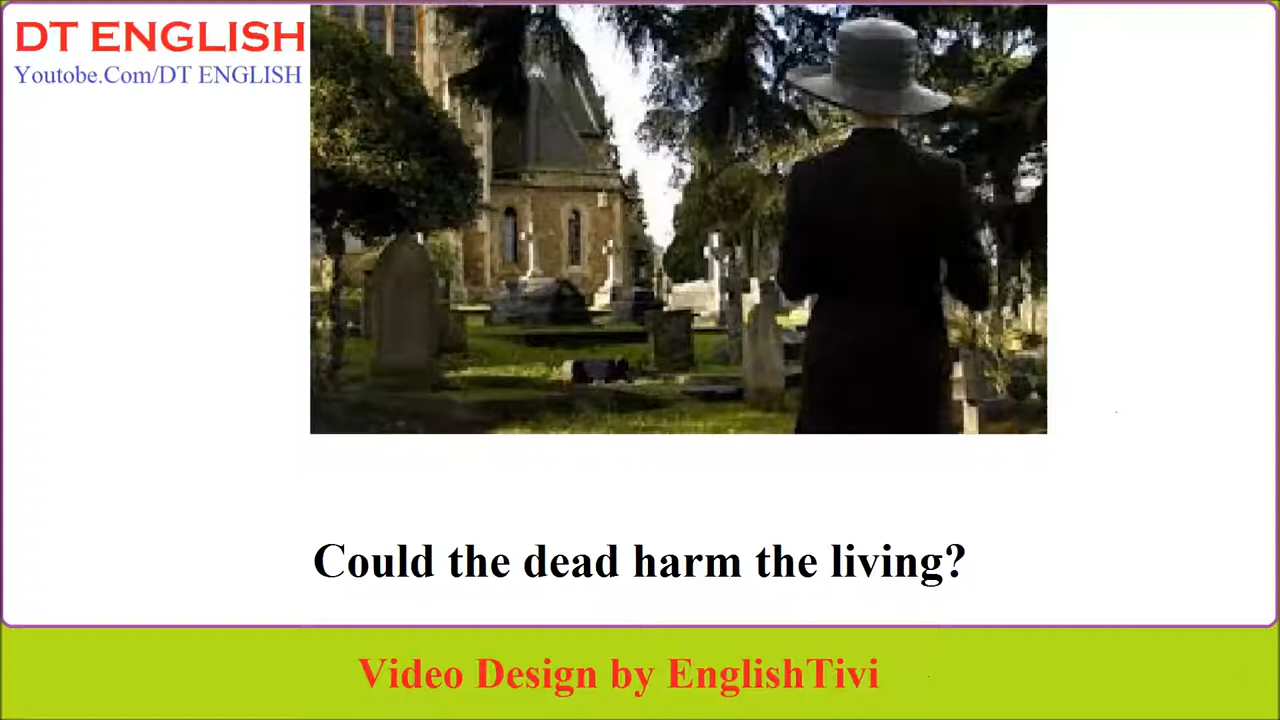 DT ENGLISH
Youtobe.Com/DT ENGLISH
Could the dead harm the living?
Video Design by EnglishTivi